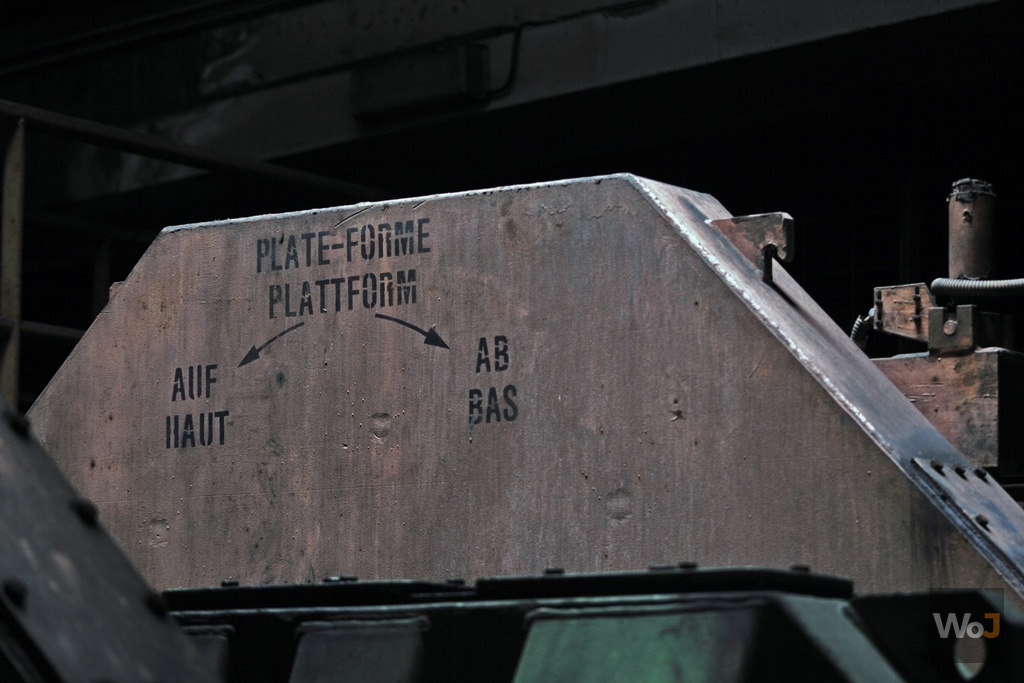 PLATE-FORME
PLATTFORM
AUF
HAUT
AB
BAS
WoJ